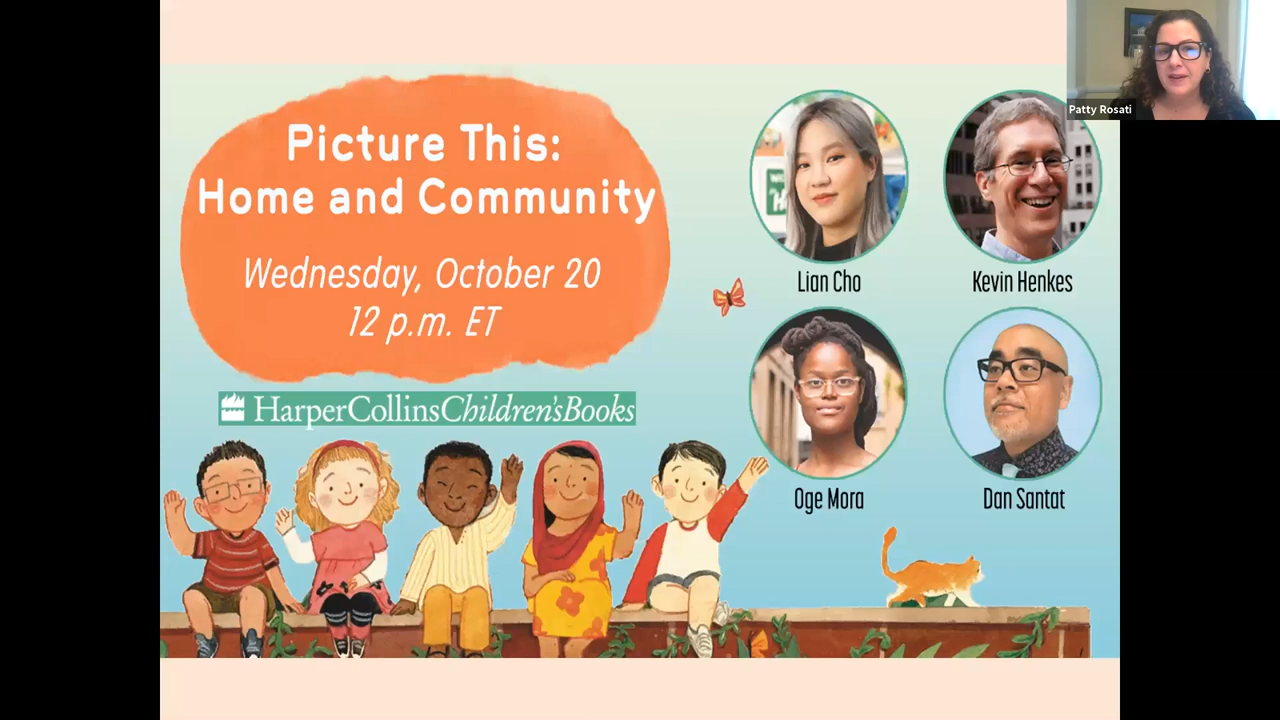 Picture This:
Home and Community
Wednesday, October 20
12 p.m. ET
HarperCollinsChildren'sBooks
Lian Cho
Kevin Henkes
Oge Mora
Dan Santat
Patty Rosati